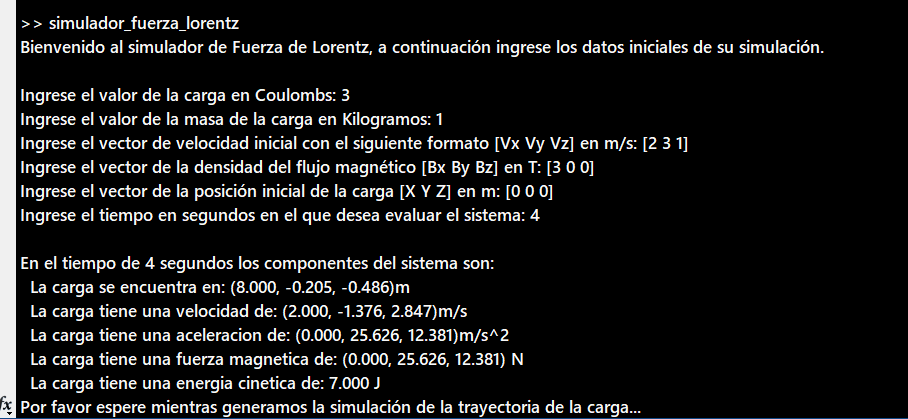 >> simulador_fuerza_lorentz
Bienvenido al simulador de Fuerza de Lorentz, a continuación ingrese los datos iniciales de su simulación.
Ingrese el valor de la carga en Coulombs: 3
Ingrese el valor de la masa de la carga en Kilogramos: 1
Ingrese el vector de velocidad inicial con el siguiente formato [Vx Vy Vz] en m/s: [2 3 1]
Ingrese el vector de la densidad del flujo magnético [Bx By Bz] en T: [3 0 0]
Ingrese el vector de la posición inicial de la carga [X Y Z] en m: [0 0 0]
Ingrese el tiempo en segundos en el que desea evaluar el sistema: 4
En el tiempo de 4 segundos los componentes del sistema son:
La carga se encuentra en: (8.000, -0.205, -0.486)m
La carga tiene una velocidad de: (2.000, -1.376, 2.847)m/s
La carga tiene una aceleracion de: (0.000, 25.626, 12.381)m/s^2
La carga tiene una fuerza magnetica de: (0.000, 25.626, 12.381) N
La carga tiene una energia cinetica de: 7.000 J
fx Por favor espere mientras generamos la simulación de la trayectoria de la carga...